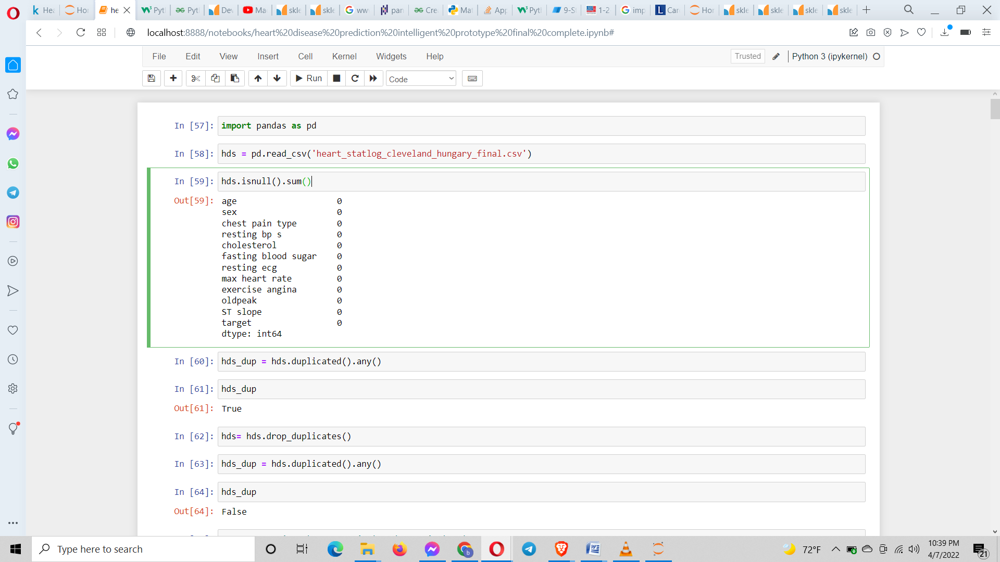 k Hea
Ho
he
Pyt
Pyt
Dev
Ma
skle
skle
ww
pan
Cre
Mat
App
Pyt
9-S
1-2
imp
Car
Hor
skle
skle
skle
skle
localhost:8888/notebooks/heart%20disease%20prediction%20intelligent%20prototype%20final%20complete.ipynb#
File Edit View Insert Cell Kernel Widgets Help
Trusted
Python 3 (ipykernel)
Run
Code
In [57]: import pandas as pd
In [58]: hds = pd.read_csv('heart_statlog_cleveland_hungary_final.csv')
In [59]: hds.isnull().sum()
Out[59]: age 0
sex 0
chest pain type 0
resting bp s 0
cholesterol 0
fasting blood sugar 0
resting ecg 0
max heart rate 0
exercise angina 0
oldpeak 0
ST slope 0
target 0
dtype: int64
In [60]: hds_dup = hds.duplicated().any()
In [61]: hds_dup
Out[61]: True
In [62]: hds= hds.drop_duplicates()
In [63]: hds_dup = hds.duplicated().any()
In [64]: hds_dup
Out[64]: False
Type here to search
72°F
10:39 PM
4/7/2022
21